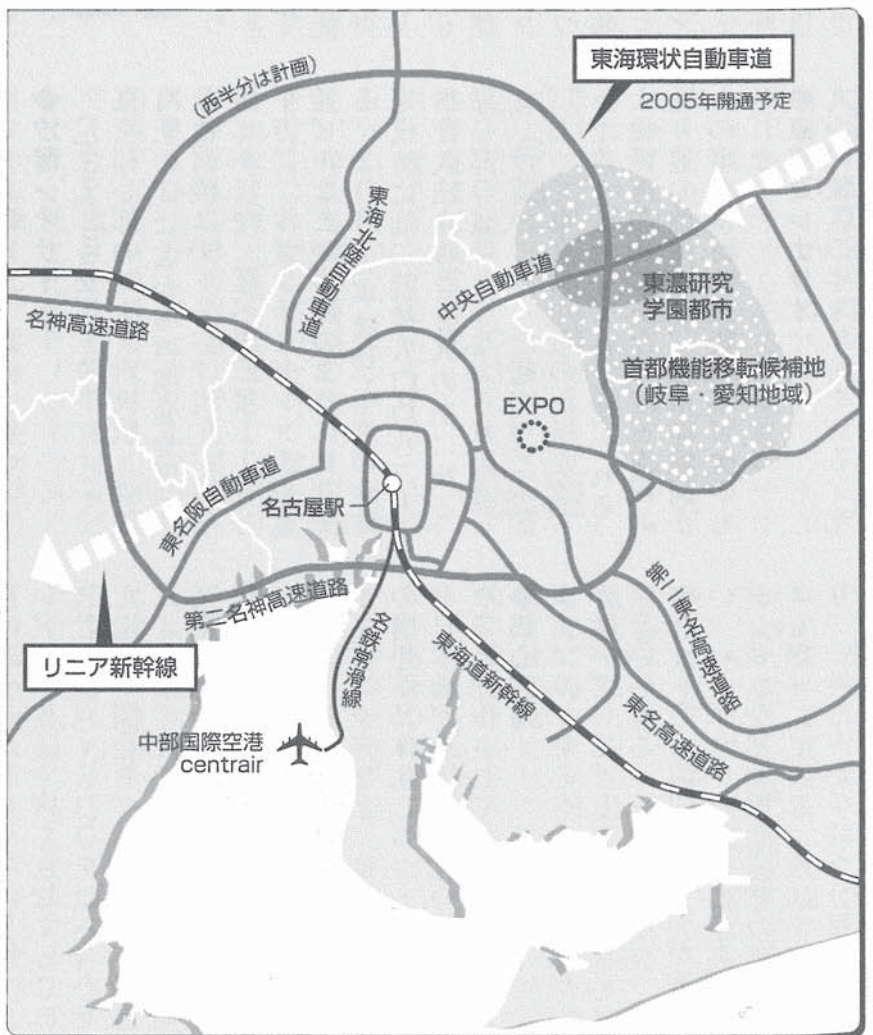 東海環状自動車道
2005年開通予定
(西半分は計画)
東海北陸自動車道
中央自動車道
東濃研究
学園都市
名神高速道路
首都機能移転候補地
(岐阜・愛知地域)
EXPO
東名阪自動車道
名古屋駅
第二名神高速道路
第二東名高速道路
リニア新幹線
名鉄常滑線
東海道新幹線
東名高速道路
中部国際空港
centrair